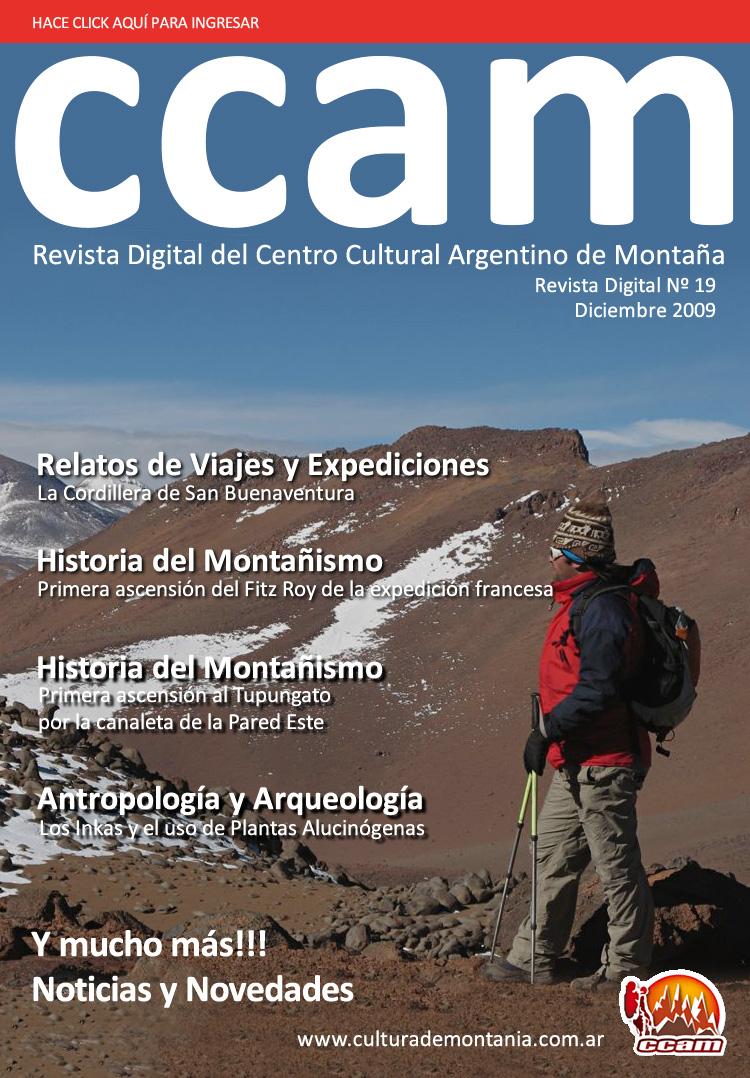 HACE CLICK AQUÍ PARA INGRESAR
ccam
Revista Digital del Centro Cultural Argentino de Montaña
Revista Digital Nº 19
Diciembre 2009
Relatos de Viajes y Expediciones
La Cordillera de San Buenaventura
Historia del Montañismo
Primera ascensión del Fitz Roy de la expedición francesa
Historia del Montañismo
Primera ascensión al Tupungato
por la canaleta de la Pared Este
Antropología y Arqueología
Los Inkas y el uso de Plantas Alucinógenas
Y mucho más!!!
Noticias y Novedades
www.culturademontania.com.ar
ccam